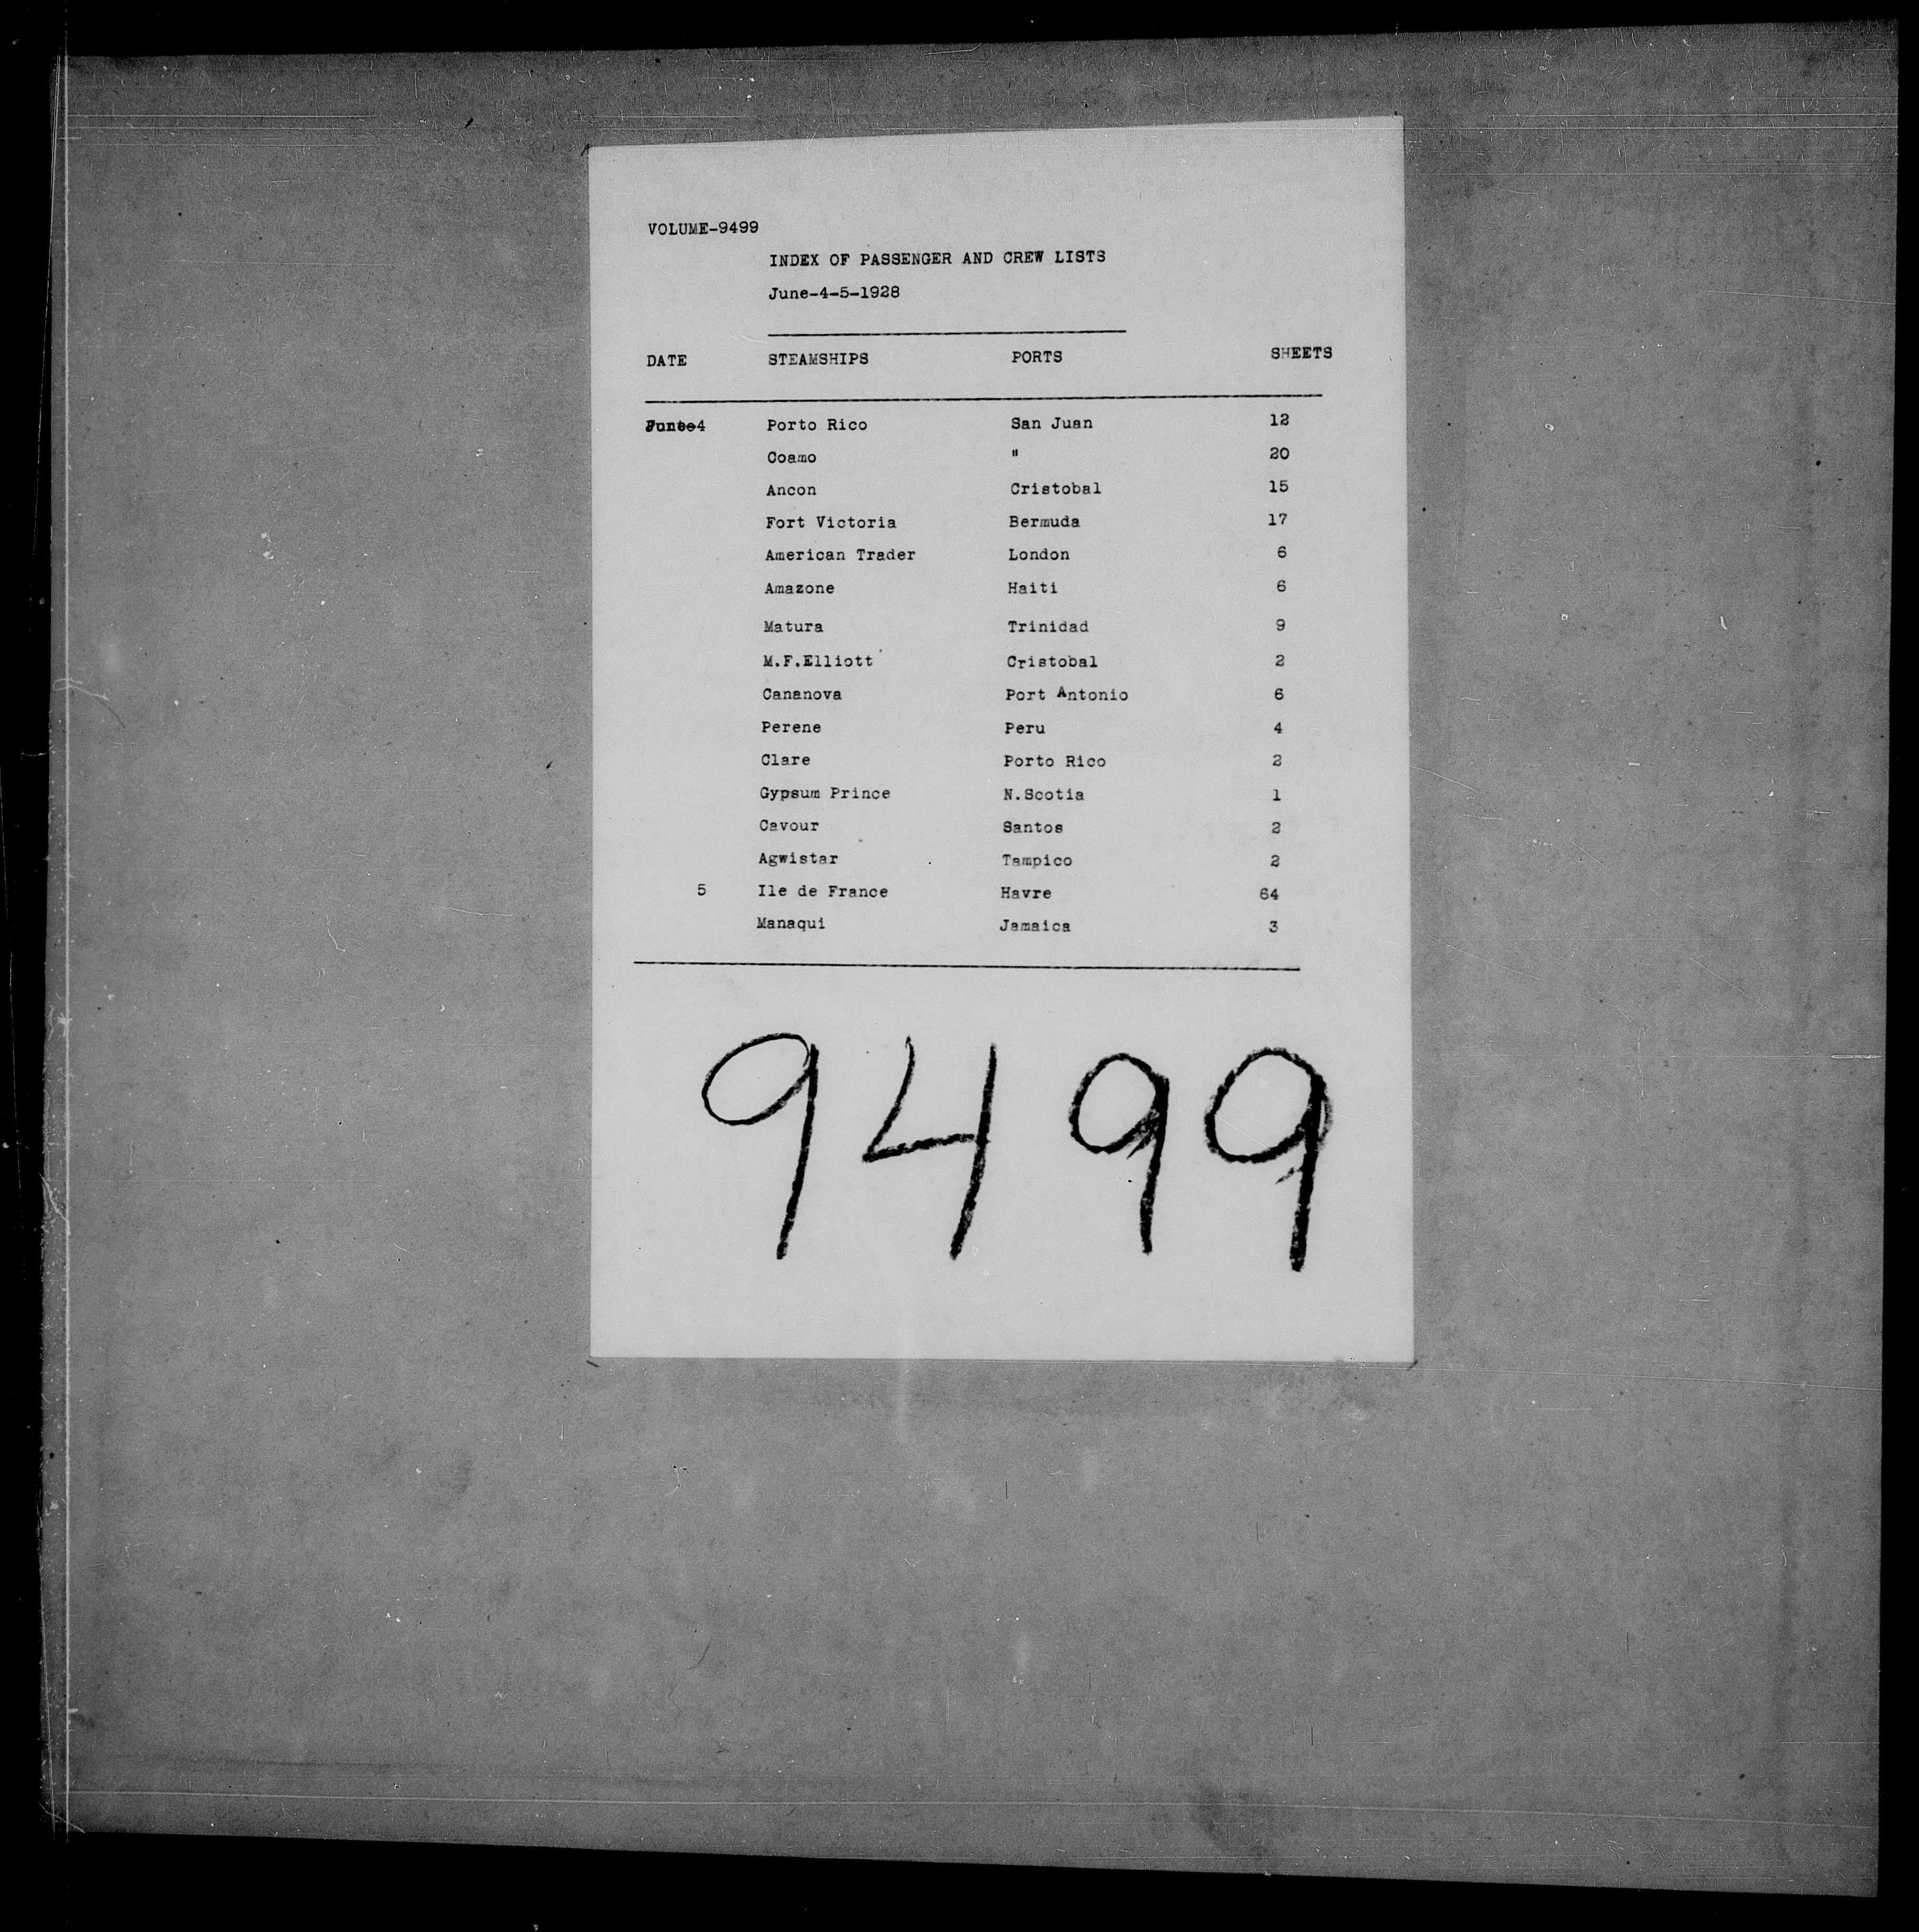 VOLUME-9499
INDEX OF PASSENGER AND CREW LISTS
June-4-5-1928
DATE STEAMSHIPS PORTS SHEETS
June 4 Porto Rico San Juan 12
Coamo " 20
Ancon Cristobal 15
Fort Victoria Bermuda 17
American Trader London 6
Amazone Haiti 6
Matura Trinidad 9
M.F.Elliott Cristobal 2
Cananova Port Antonio 6
Perene Peru 4
Clare Porto Rico 2
Gypsum Prince N.Scotia 1
Cavour Santos 2
Agwistar Tampico 2
5 Ile de France Havre 64
Manaqui Jamaica 3
9499